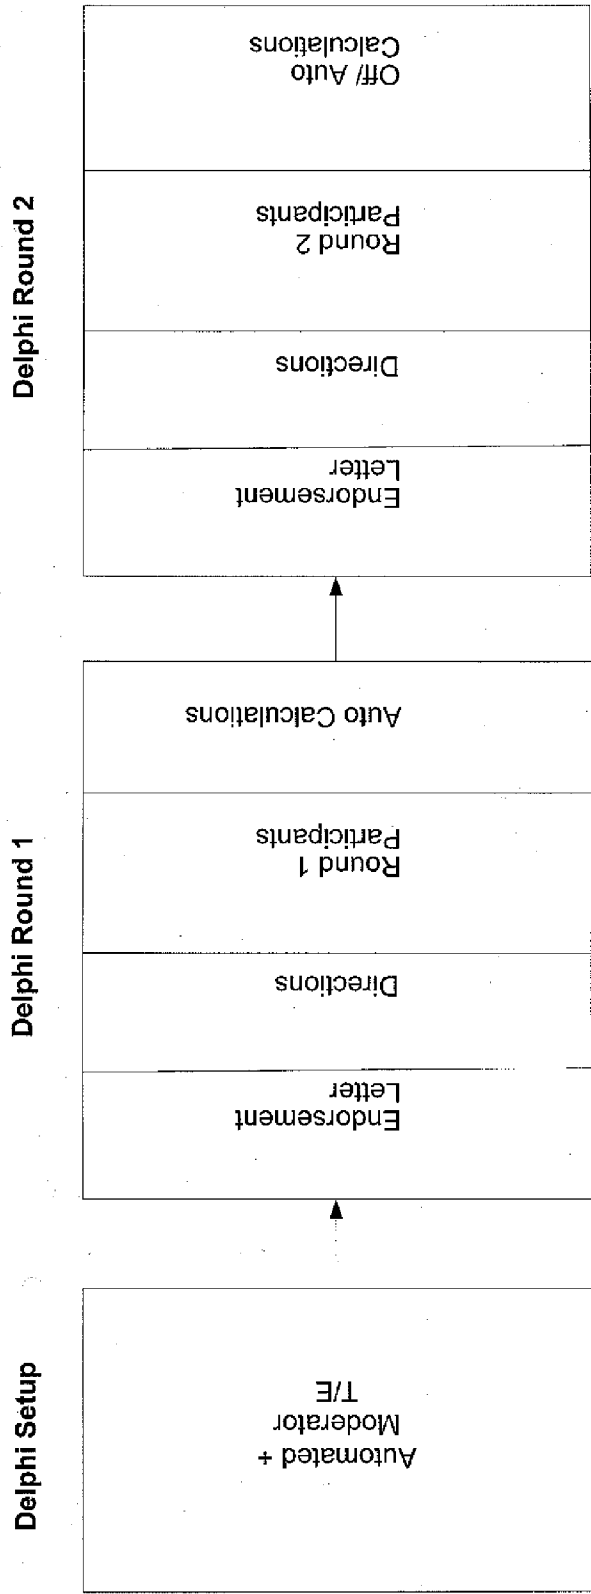 Delphi Setup
Automated +
Moderator
T/E
Delphi Round 1
Endorsement
Letter
Directions
Round 1
Participants
Auto Calculations
Delphi Round 2
Endorsement
Letter
Directions
Round 2
Participants
Off/ Auto
Calculations